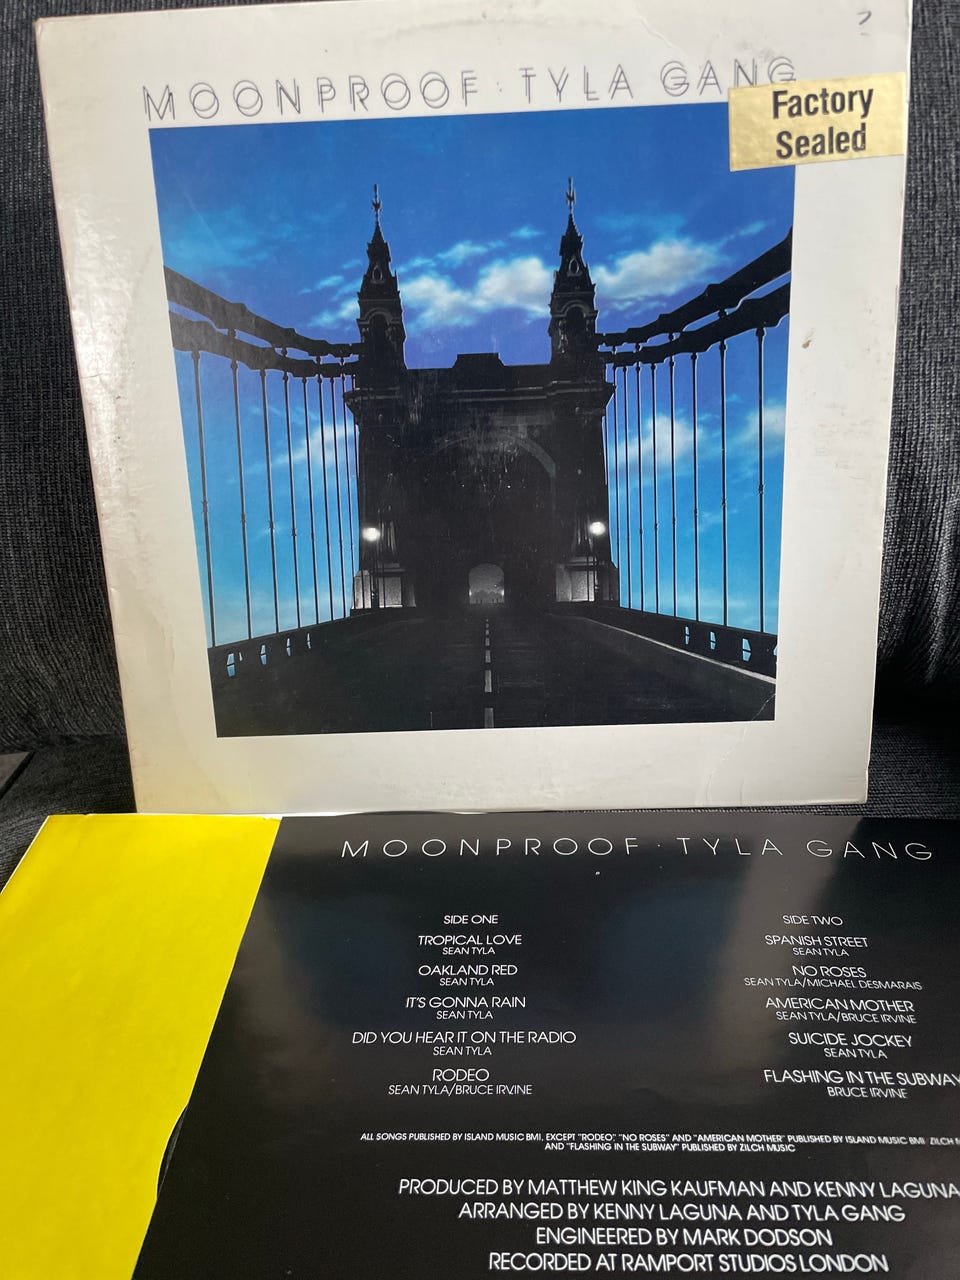 MOONPROOF · TYLA GANG
Factory
Sealed
MOONPROOF · TYLA GANG
SIDE ONE
TROPICAL LOVE
SEAN TYLA
OAKLAND RED
SEAN TYLA
IT'S GONNA RAIN
SEAN TYLA
DID YOU HEAR IT ON THE RADIO
SEAN TYLA
RODEO
SEAN TYLA/BRUCE IRVINE
SIDE TWO
SPANISH STREET
SEAN TYLA
NO ROSES
SEAN TYLA/MICHAEL DESMARAIS
AMERICAN MOTHER
SEAN TYLA/BRUCE IRVINE
SUICIDE JOCKEY
SEAN TYLA
FLASHING IN THE SUBWAY
BRUCE IRVINE
ALL SONGS PUBLISHED BY ISLAND MUSIC BMI, EXCEPT "RODEO", "NO ROSES" AND "AMERICAN MOTHER" PUBLISHED BY ISLAND MUSIC BMI ZILCH
AND "FLASHING IN THE SUBWAY" PUBLISHED BY ZILCH MUSIC
PRODUCED BY MATTHEW KING KAUFMAN AND KENNY LAGUNA
ARRANGED BY KENNY LAGUNA AND TYLA GANG
ENGINEERED BY MARK DODSON
RECORDED AT RAMPORT STUDIOS LONDON